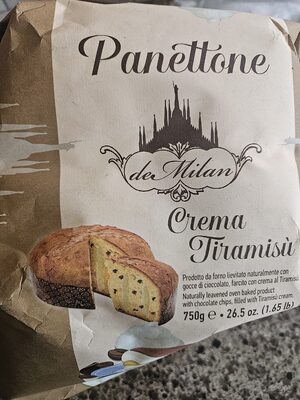 Panettone
de Milan
Crema
Tiramisù
Prodotto da forno lievitato naturalmente con
gocce di cioccolato, farcito con crema al Tiramisù.
Naturally leavened oven baked product
with chocolate chips, filled with Tiramisù cream.
750g e • 26.5 oz. (1.65 lb)